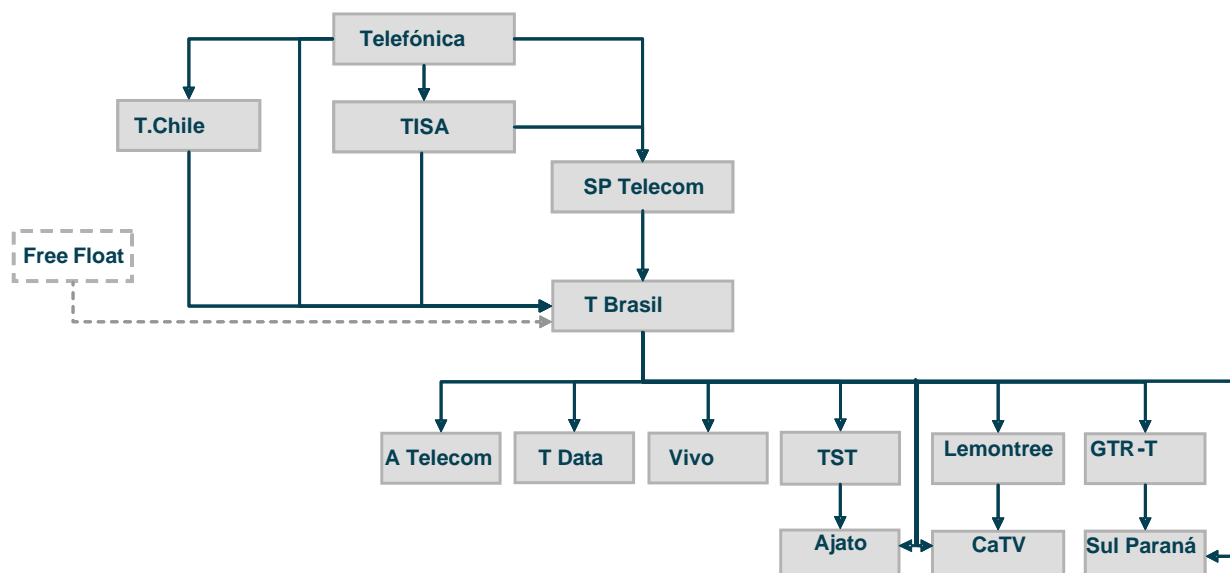 Telefónica
T.Chile
TISA
SP Telecom
Free Float
T Brasil
A Telecom
T Data
Vivo
TST
Lemontree
GTR-T
Ajato
CaTV
Sul Paraná